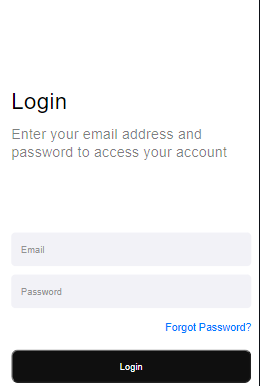 Login
Enter your email address and
password to access your account
Email
Password
Forgot Password?
Login